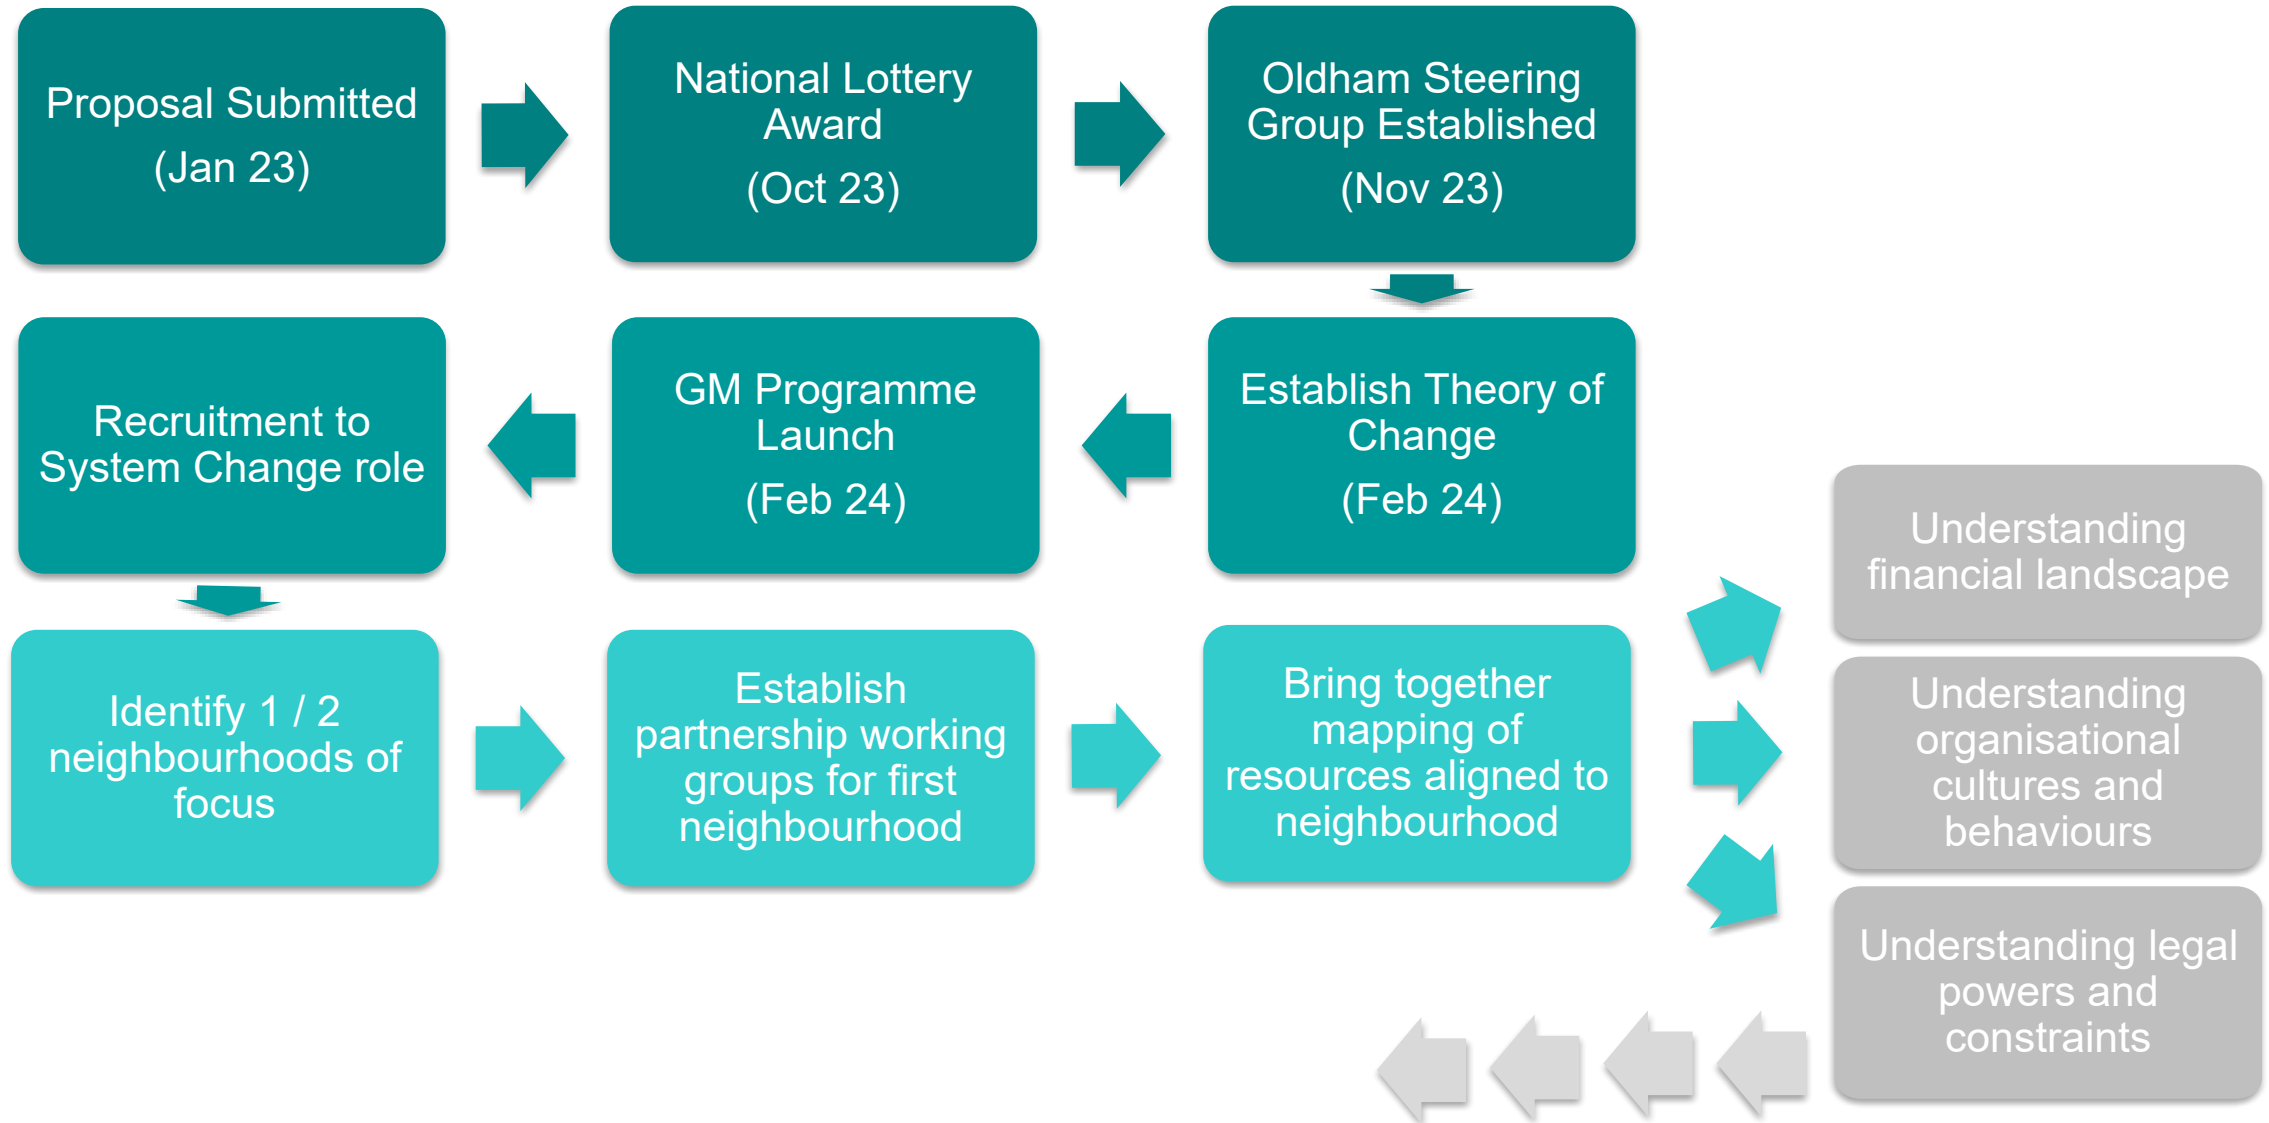 Proposal Submitted
(Jan 23)
National Lottery
Award
(Oct 23)
Oldham Steering
Group Established
(Nov 23)
Establish Theory of
Change
(Feb 24)
GM Programme
Launch
(Feb 24)
Recruitment to
System Change role
Identify 1 / 2
neighbourhoods of
focus
Establish
partnership working
groups for first
neighbourhood
Bring together
mapping of
resources aligned to
neighbourhood
Understanding
financial landscape
Understanding
organisational
cultures and
behaviours
Understanding legal
powers and
constraints